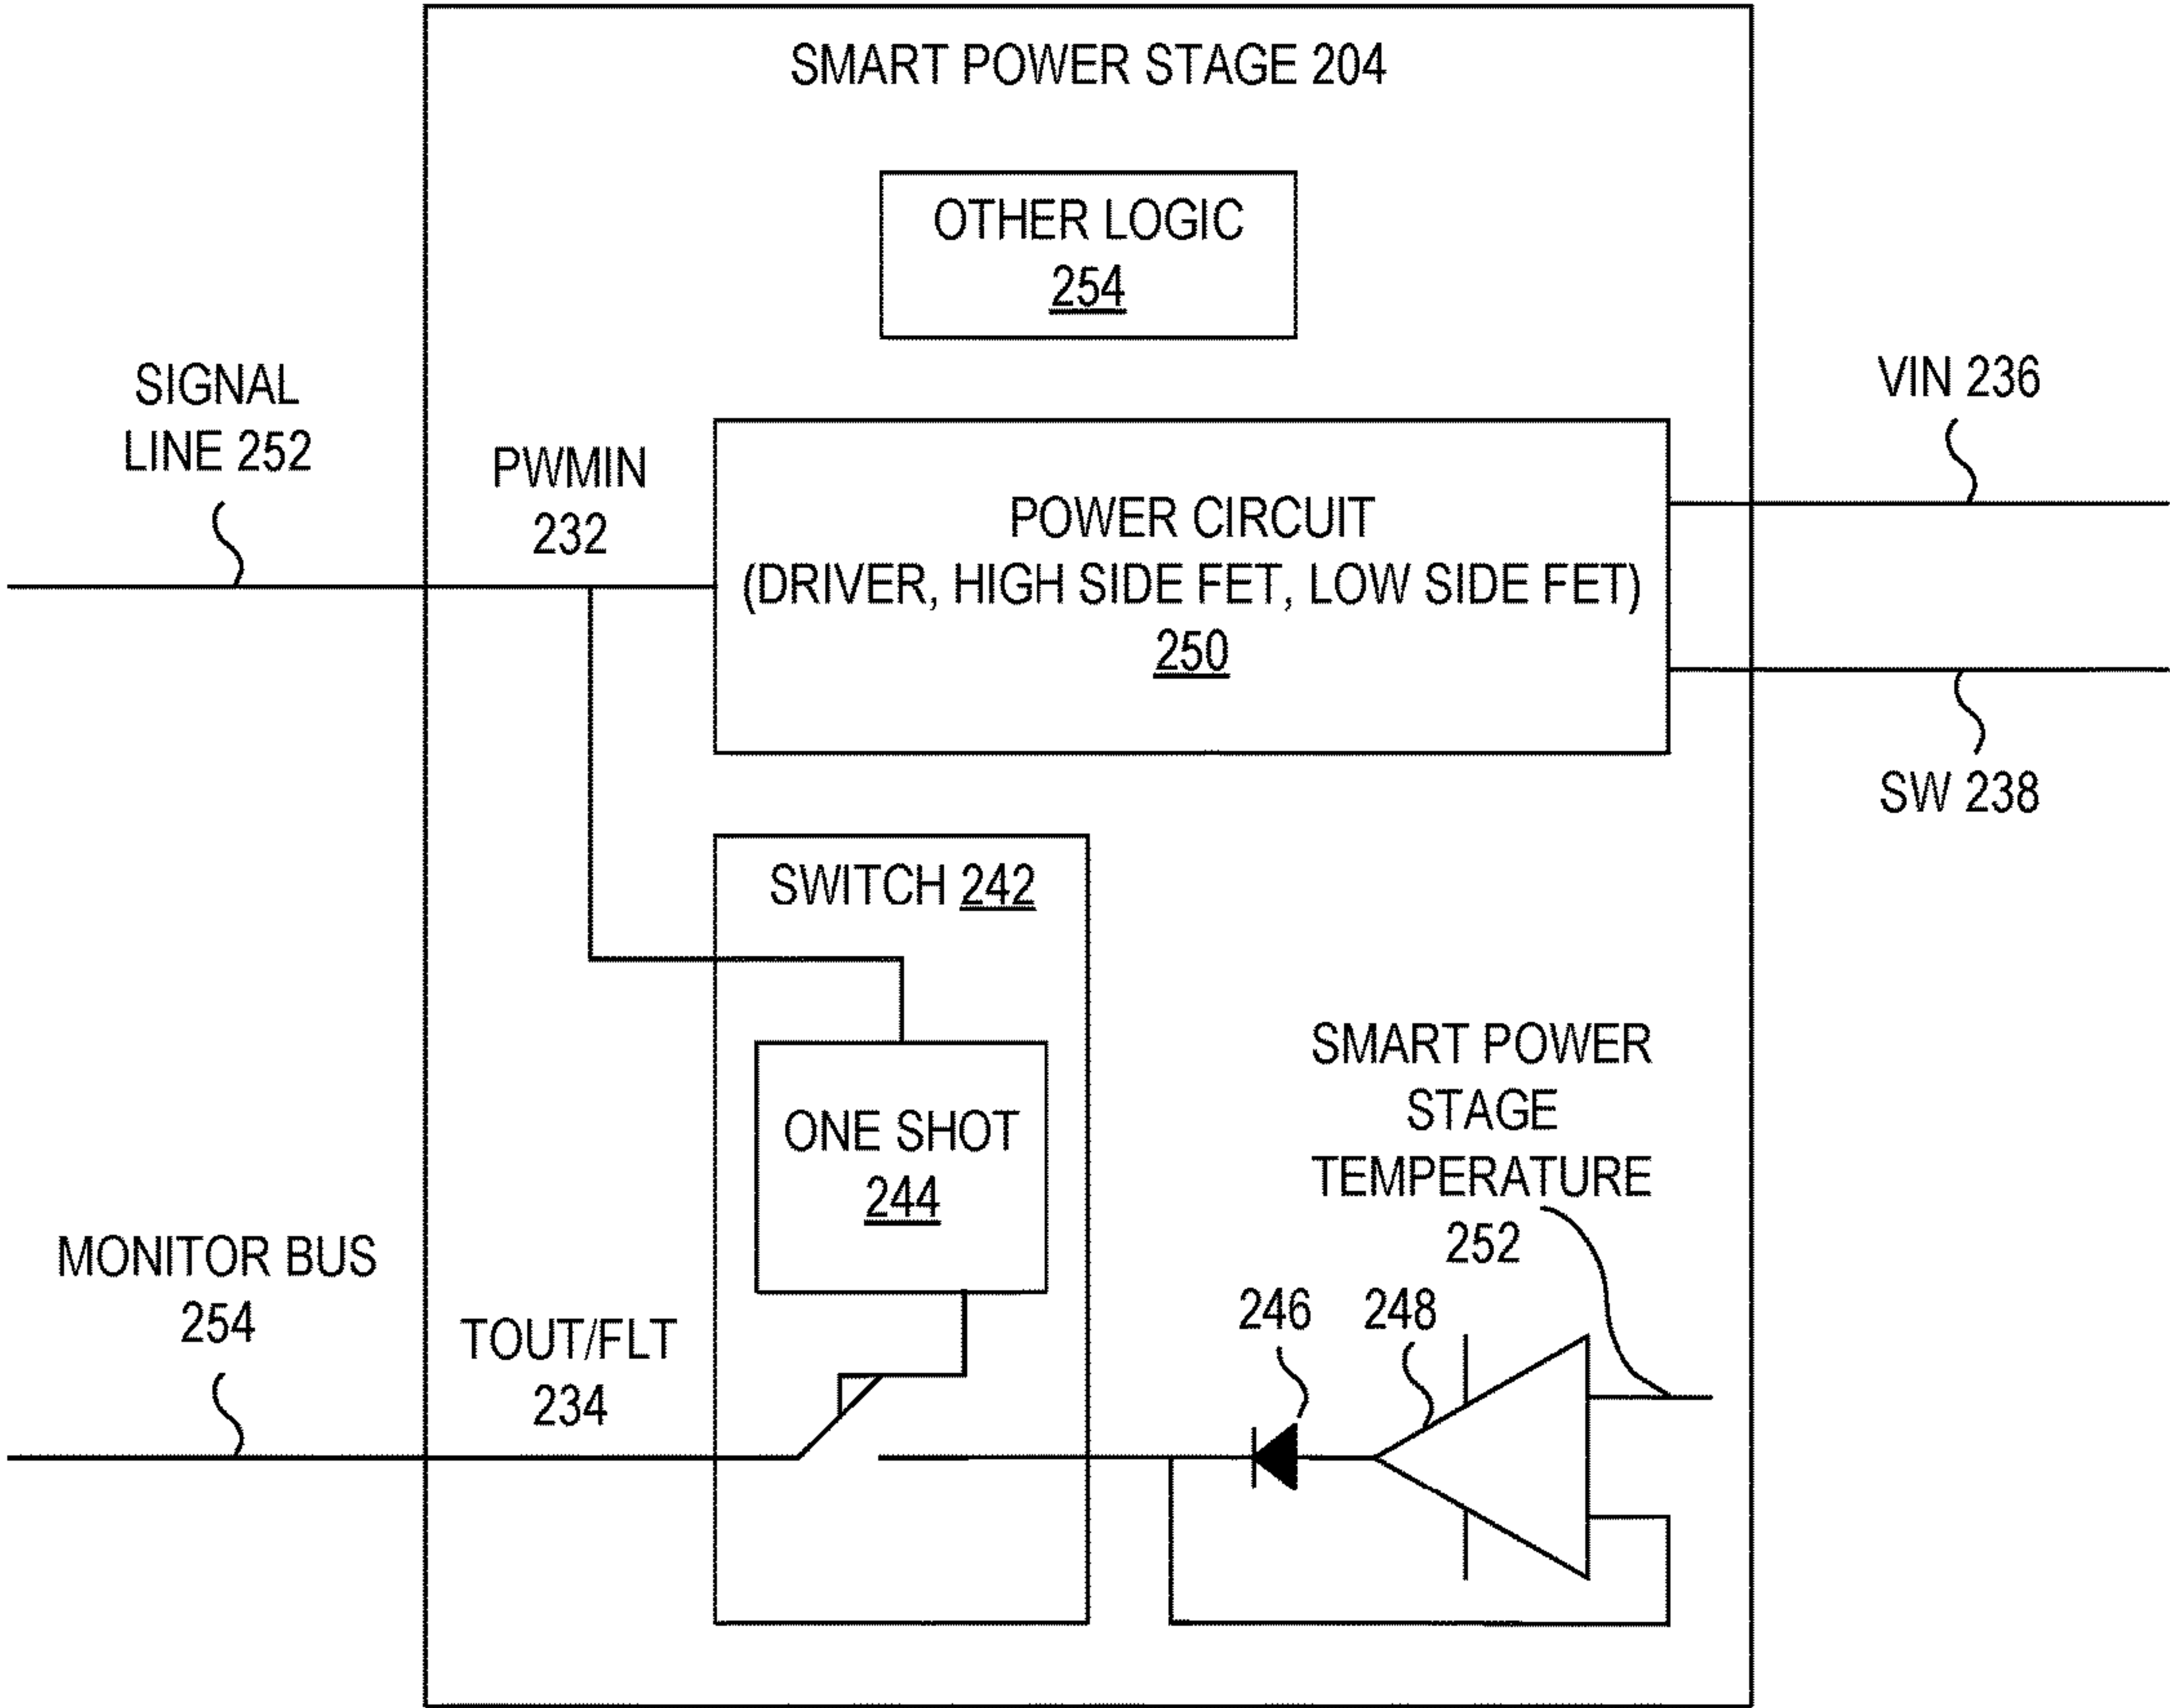 SMART POWER STAGE 204
OTHER LOGIC
254
SIGNAL
LINE 252
PWMIN
232
POWER CIRCUIT
(DRIVER, HIGH SIDE FET, LOW SIDE FET)
250
VIN 236
SW 238
SWITCH 242
ONE SHOT
244
SMART POWER
STAGE
TEMPERATURE
252
MONITOR BUS
254
TOUT/FLT
234
246
248